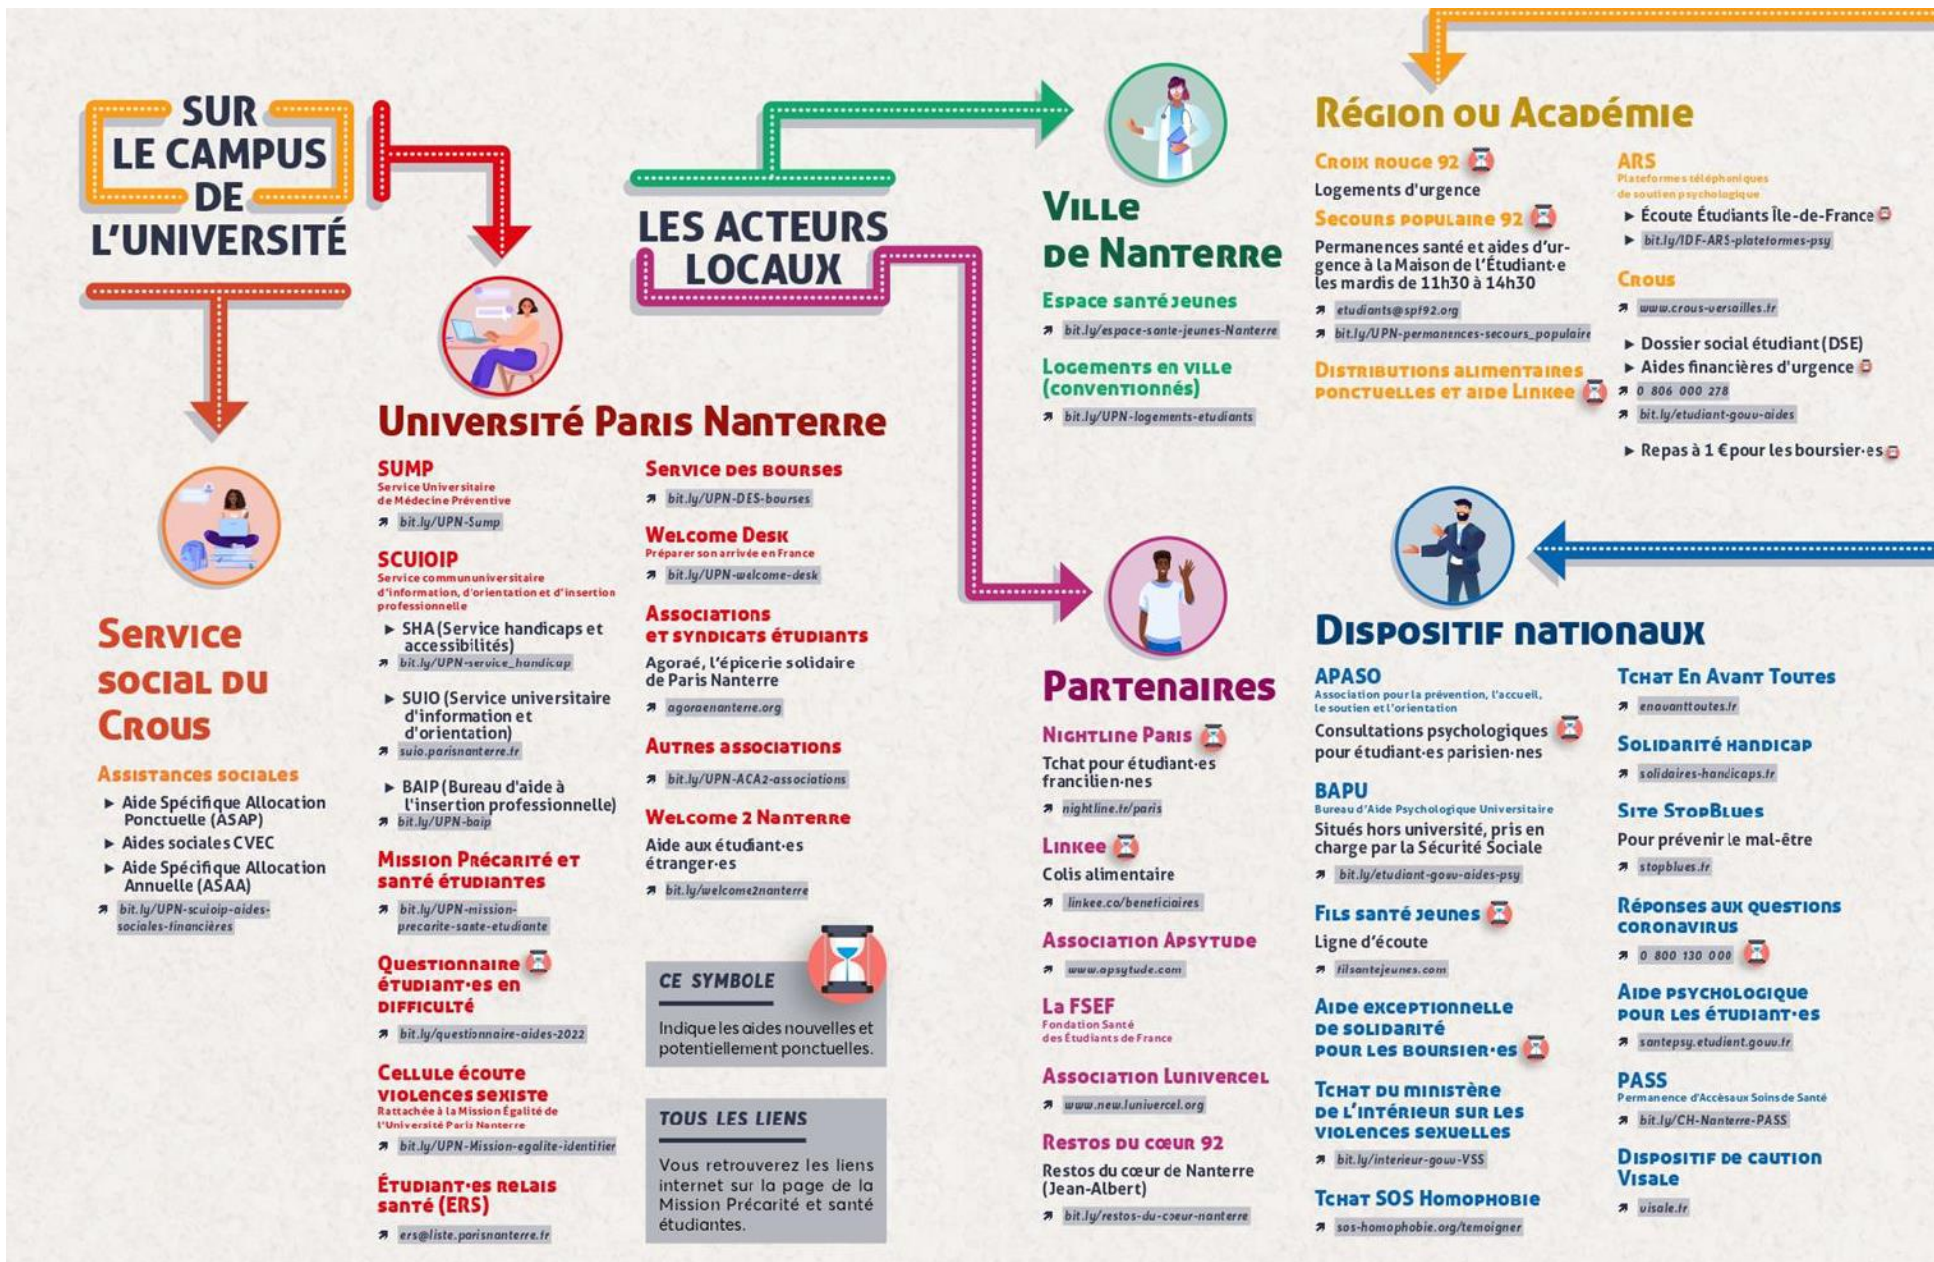 SUR
LE CAMPUS
DE
L'UNIVERSITÉ
Service
social du
Crous
Assistances sociales
► Aide Spécifique Allocation
Ponctuelle (ASAP)
► Aides sociales CVEC
► Aide Spécifique Allocation
Annuelle (ASAA)
bit.ly/UPN-scuioip-aides-
sociales-financières
Université Paris Nanterre
SUMP
Service Universitaire
de Médecine Préventive
bit.ly/UPN-Sump
SCUIOIP
Service commun universitaire
d'information, d'orientation et d'insertion
professionnelle
► SHA (Service handicaps et
accessibilités)
bit.ly/UPN-service_handicap
► SUIO (Service universitaire
d'information et
d'orientation)
suio.parisnanterre.fr
► BAIP (Bureau d'aide à
l'insertion professionnelle)
bit.ly/UPN-baip
Mission Précarité et
santé étudiantes
bit.ly/UPN-mission-
precarite-sante-etudiante
Questionnaire
étudiant·es en
difficulté
bit.ly/questionnaire-aides-2022
Cellule écoute
violences sexiste
Rattachée à la Mission Égalité de
l'Université Paris Nanterre
bit.ly/UPN-Mission-egalite-identifier
Étudiant·es relais
santé (ERS)
ers@liste.parisnanterre.fr
Service des bourses
bit.ly/UPN-DES-bourses
Welcome Desk
Préparer son arrivée en France
bit.ly/UPN-welcome-desk
Associations
et syndicats étudiants
Agoraé, l'épicerie solidaire
de Paris Nanterre
agoraenanterre.org
Autres associations
bit.ly/UPN-ACA2-associations
Welcome 2 Nanterre
Aide aux étudiant·es
étranger·es
bit.ly/welcome2nanterre
CE SYMBOLE
Indique les aides nouvelles et
potentiellement ponctuelles.
TOUS LES LIENS
Vous retrouverez les liens
internet sur la page de la
Mission Précarité et santé
étudiantes.
LES ACTEURS
LOCAUX
Ville
de Nanterre
Espace santé jeunes
bit.ly/espace-sante-jeunes-Nanterre
Logements en ville
(conventionnés)
bit.ly/UPN-logements-etudiants
Partenaires
Nightline Paris
Tchat pour étudiant·es
francilien·nes
nightline.fr/paris
Linkee
Colis alimentaire
linkee.co/beneficiaires
Association Apsytude
www.apsytude.com
La FSEF
Fondation Santé
des Étudiants de France
Association Lunivercel
www.new.lunivercel.org
Restos du cœur 92
Restos du cœur de Nanterre
(Jean-Albert)
bit.ly/restos-du-coeur-nanterre
Région ou Académie
Croix rouge 92
Logements d'urgence
Secours populaire 92
Permanences santé et aides d'ur-
gence à la Maison de l'Étudiant·e
les mardis de 11h30 à 14h30
etudiants@spf92.org
bit.ly/UPN-permanences-secours_populaire
Distributions alimentaires
ponctuelles et aide Linkee
ARS
Plateformes téléphoniques
de soutien psychologique
► Écoute Étudiants Île-de-France
► bit.ly/IDF-ARS-plateformes-psy
Crous
www.crous-versailles.fr
► Dossier social étudiant (DSE)
► Aides financières d'urgence
0 806 000 278
bit.ly/etudiant-gouv-aides
► Repas à 1 € pour les boursier·es
Dispositif nationaux
APASO
Association pour la prévention, l'accueil,
le soutien et l'orientation
Consultations psychologiques
pour étudiant·es parisien·nes
BAPU
Bureau d'Aide Psychologique Universitaire
Situés hors université, pris en
charge par la Sécurité Sociale
bit.ly/etudiant-gouv-aides-psy
Fils santé jeunes
Ligne d'écoute
filsantejeunes.com
Aide exceptionnelle
de solidarité
pour les boursier·es
Tchat du ministère
de l'intérieur sur les
violences sexuelles
bit.ly/interieur-gouv-VSS
Tchat SOS Homophobie
sos-homophobie.org/temoigner
Tchat En Avant Toutes
enavanttoutes.fr
Solidarité handicap
solidaires-handicaps.fr
Site StopBlues
Pour prévenir le mal-être
stopblues.fr
Réponses aux questions
coronavirus
0 800 130 000
Aide psychologique
pour les étudiant·es
santepsy.etudient.gouv.fr
PASS
Permanence d'Accès aux Soins de Santé
bit.ly/CH-Nanterre-PASS
Dispositif de caution
Visale
visale.fr